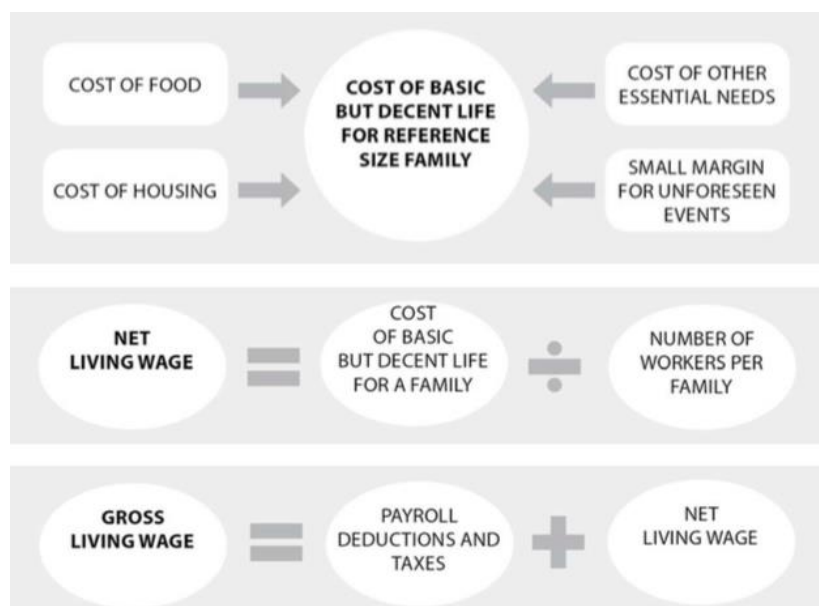 COST OF FOOD
COST OF HOUSING
COST OF BASIC
BUT DECENT LIFE
FOR REFERENCE
SIZE FAMILY
COST OF OTHER
ESSENTIAL NEEDS
SMALL MARGIN
FOR UNFORESEEN
EVENTS
NET
LIVING WAGE
=
COST
OF BASIC
BUT DECENT LIFE
FOR A FAMILY
÷
NUMBER OF
WORKERS PER
FAMILY
GROSS
LIVING WAGE
=
PAYROLL
DEDUCTIONS AND
TAXES
+
NET
LIVING WAGE